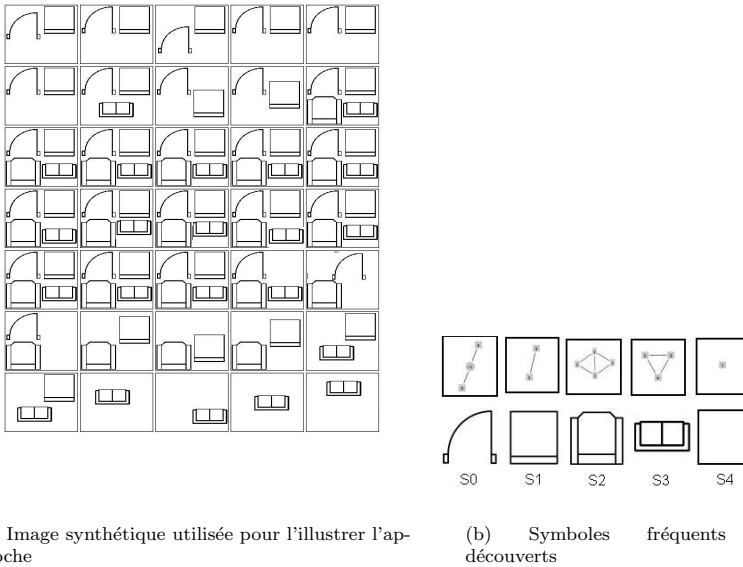 S0 S1 S2 S3 S4
Image synthétique utilisée pour l'illustrer l'ap-
oche
(b) Symboles fréquents
découverts